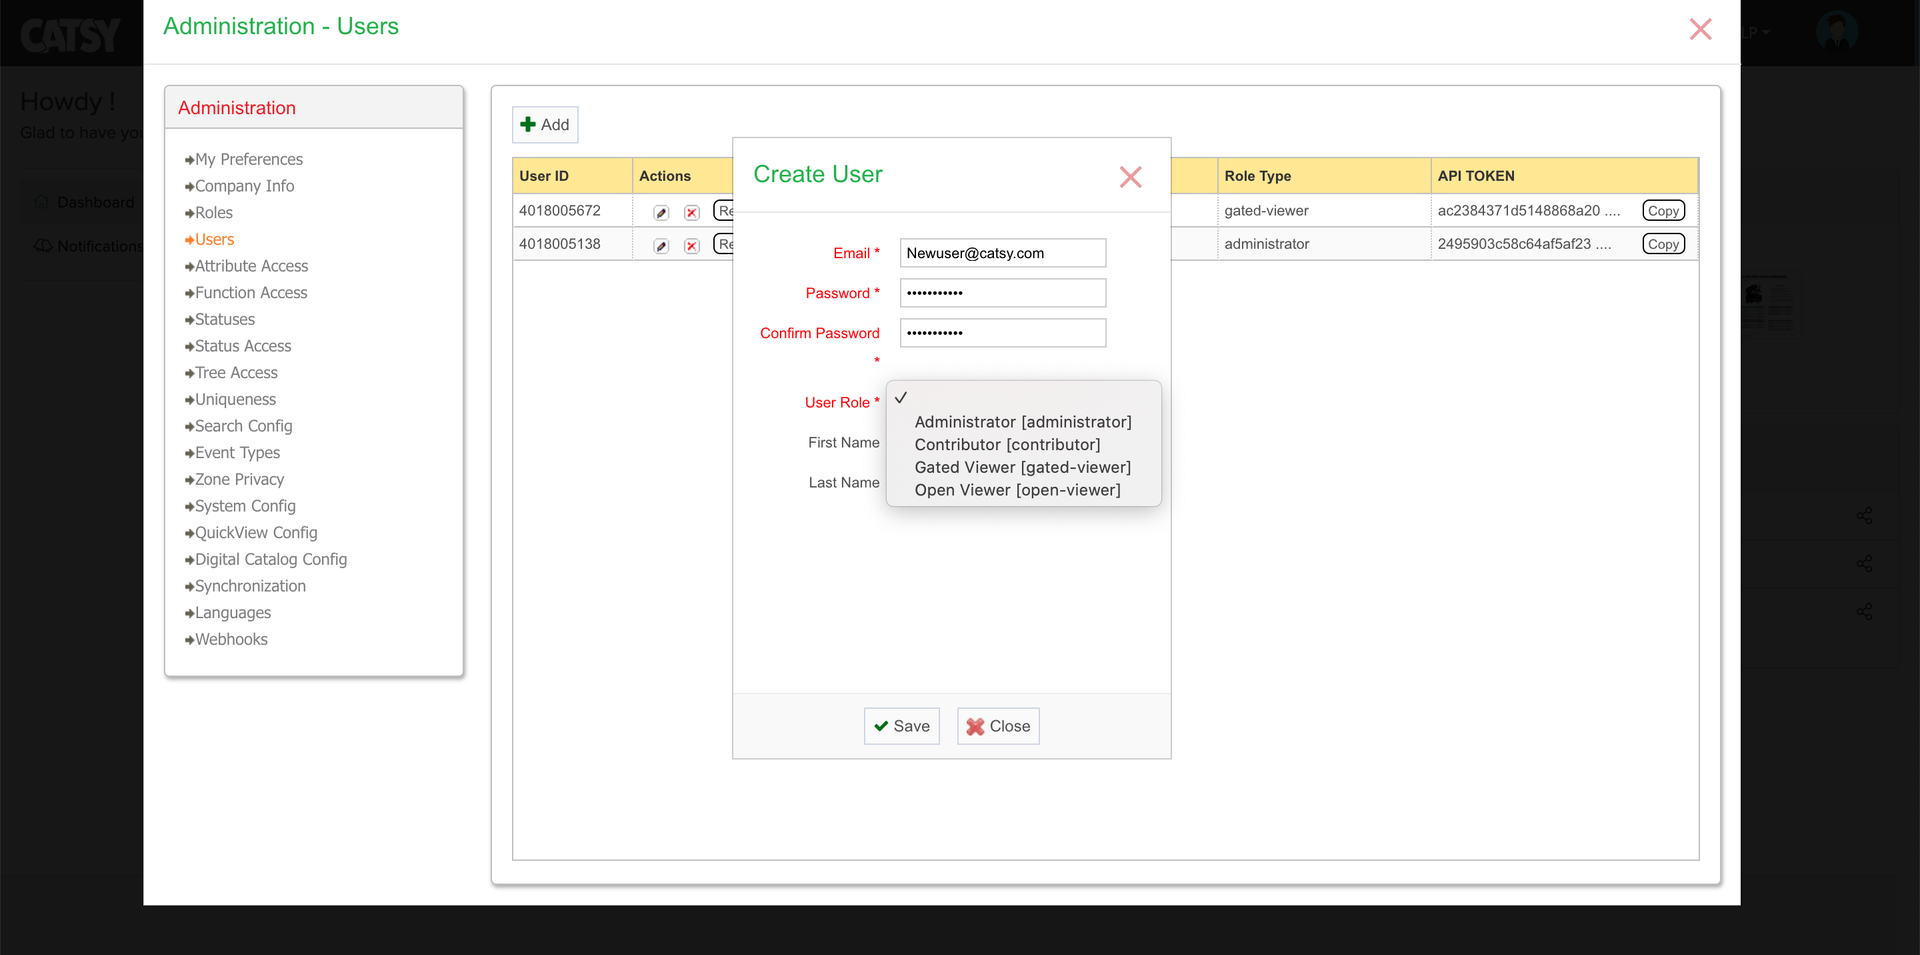 CATSY
Administration - Users
LP
Howdy !
Glad to have you
Dashboard
Notifications
Administration
My Preferences
Company Info
Roles
Users
Attribute Access
Function Access
Statuses
Status Access
Tree Access
Uniqueness
Search Config
Event Types
Zone Privacy
System Config
QuickView Config
Digital Catalog Config
Synchronization
Languages
Webhooks
Add
User ID Actions Role Type API TOKEN
4018005672 Re gated-viewer ac2384371d5148868a20 .... Copy
4018005138 Re administrator 2495903c58c64af5af23 .... Copy
Create User
Email * Newuser@catsy.com
Password * •••••••••••
Confirm Password •••••••••••
*
User Role *
✓
Administrator [administrator]
Contributor [contributor]
Gated Viewer [gated-viewer]
Open Viewer [open-viewer]
First Name
Last Name
Save Close